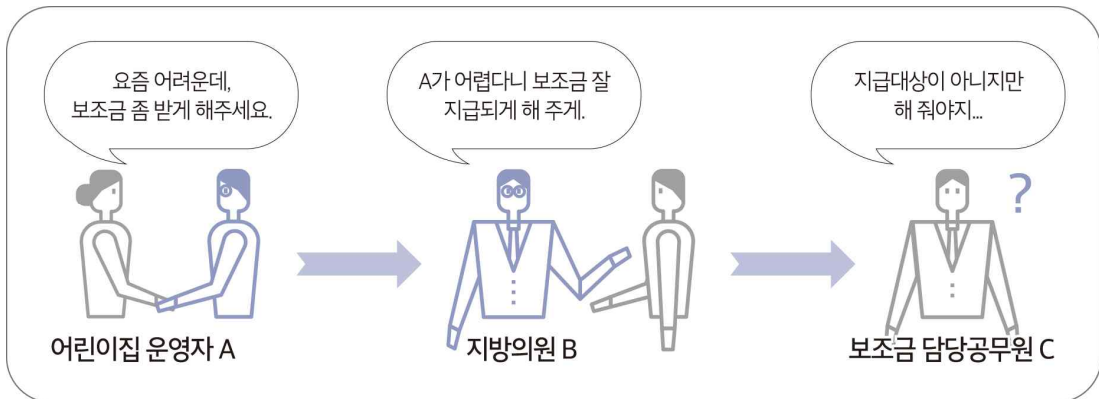 요즘 어려운데,
보조금 좀 받게 해주세요.
A가 어렵다니 보조금 잘
지급되게 해 주게.
지급대상이 아니지만
해 줘야지...
?
어린이집 운영자 A
지방의원 B
보조금 담당공무원 C